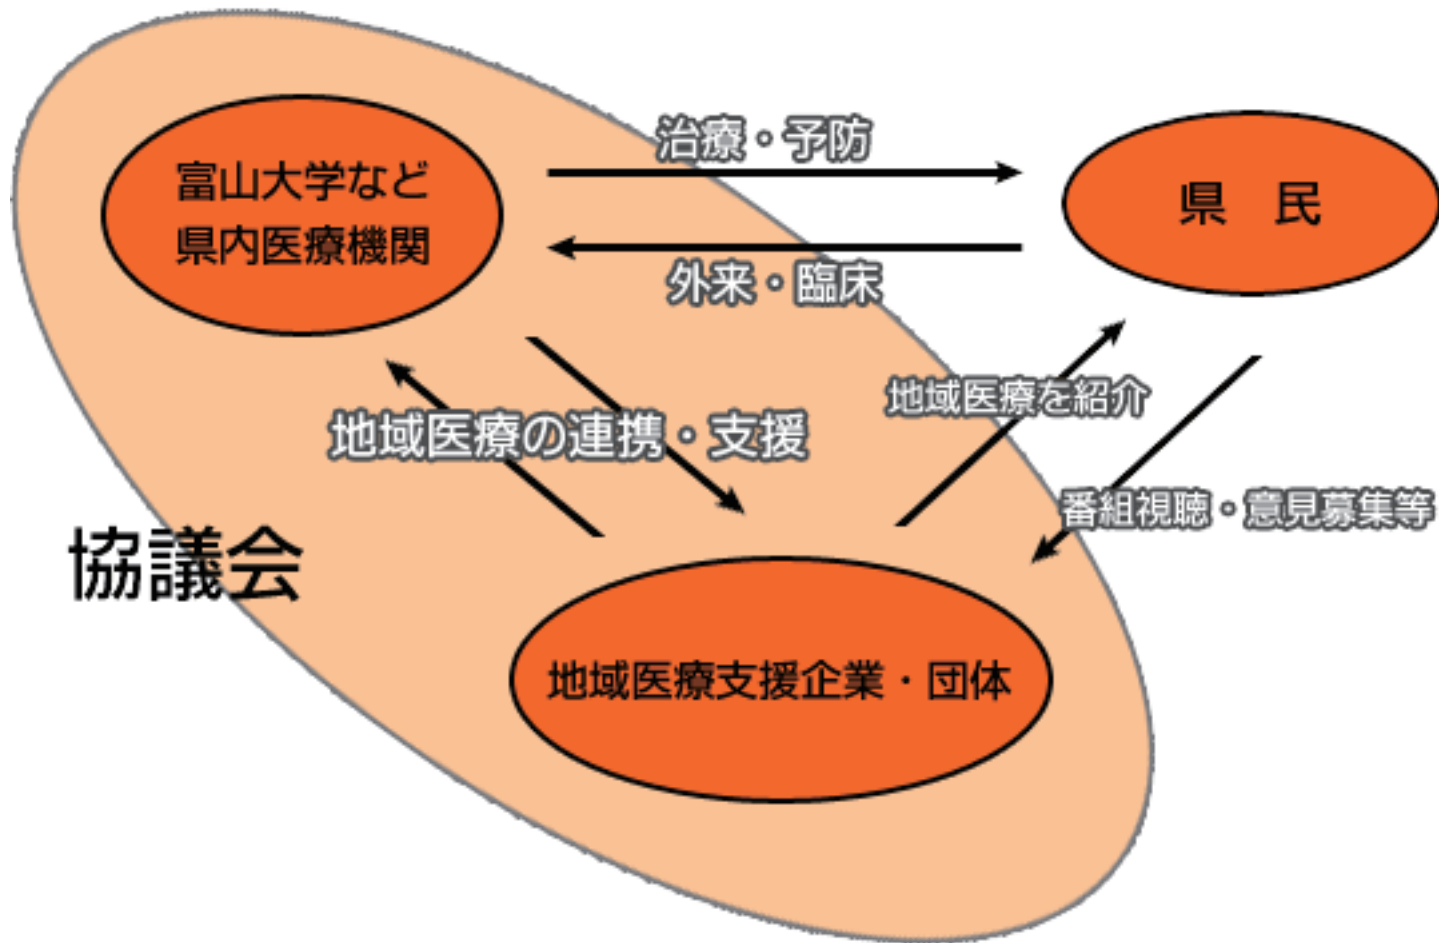 治療・予防
富山大学など
県内医療機関
県　民
外来・臨床
地域医療を紹介
地域医療の連携・支援
番組視聴・意見募集等
協議会
地域医療支援企業・団体